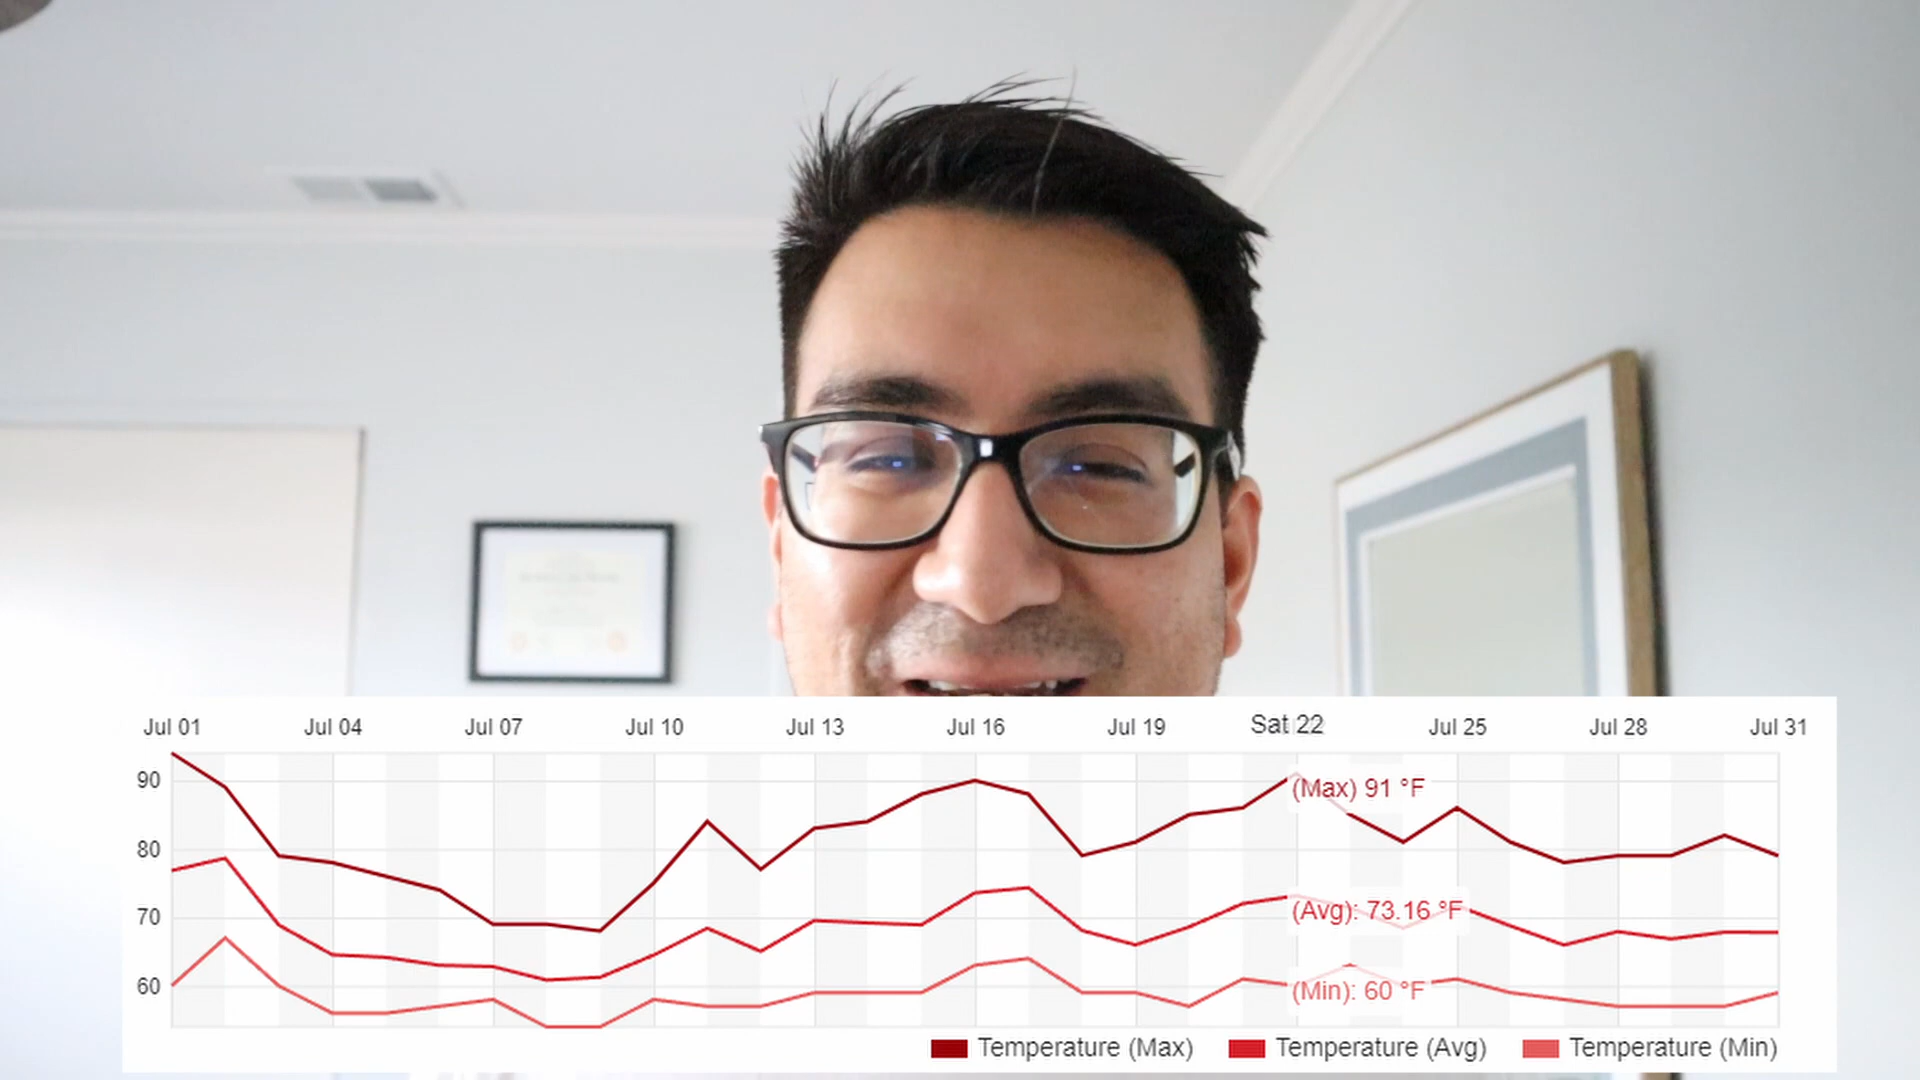 Jul 01 Jul 04 Jul 07 Jul 10 Jul 13 Jul 16 Jul 19 Sat 22 Jul 25 Jul 28 Jul 31
90
(Max) 91 °F
80
70
(Avg): 73.16 °F
60
(Min): 60 °F
Temperature (Max) Temperature (Avg) Temperature (Min)